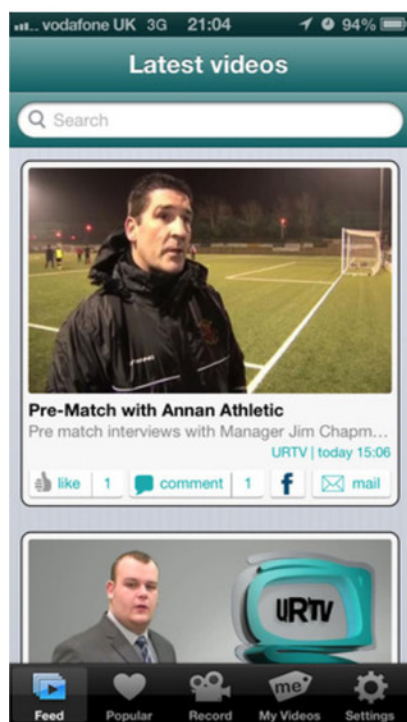 vodafone UK 3G 21:04 94%
Latest videos
Search
Pre-Match with Annan Athletic
Pre match interviews with Manager Jim Chapm...
URTV | today 15:06
like 1 comment 1 f mail
URTV
Feed Popular Record me My Videos Settings